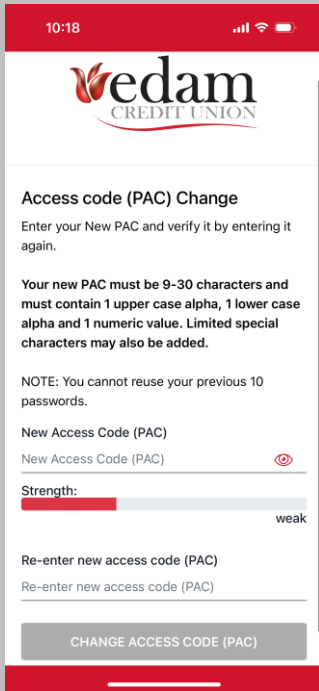 10:18
Vedam
CREDIT UNION
Access code (PAC) Change
Enter your New PAC and verify it by entering it
again.
Your new PAC must be 9-30 characters and
must contain 1 upper case alpha, 1 lower case
alpha and 1 numeric value. Limited special
characters may also be added.
NOTE: You cannot reuse your previous 10
passwords.
New Access Code (PAC)
New Access Code (PAC)
Strength:
weak
Re-enter new access code (PAC)
Re-enter new access code (PAC)
CHANGE ACCESS CODE (PAC)